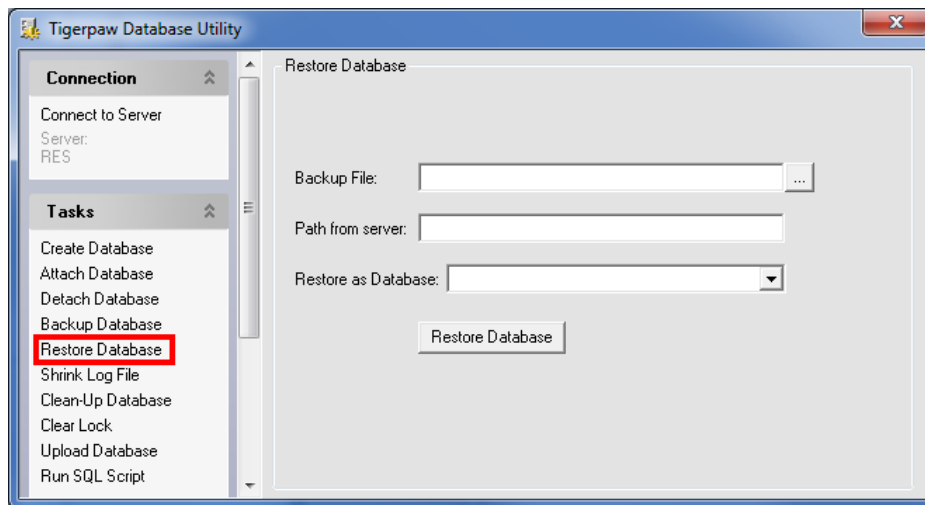 Tigerpaw Database Utility
Connection
Connect to Server
Server:
RES
Tasks
Create Database
Attach Database
Detach Database
Backup Database
Restore Database
Shrink Log File
Clean-Up Database
Clear Lock
Upload Database
Run SQL Script
Restore Database
Backup File:
...
Path from server:
Restore as Database:
Restore Database